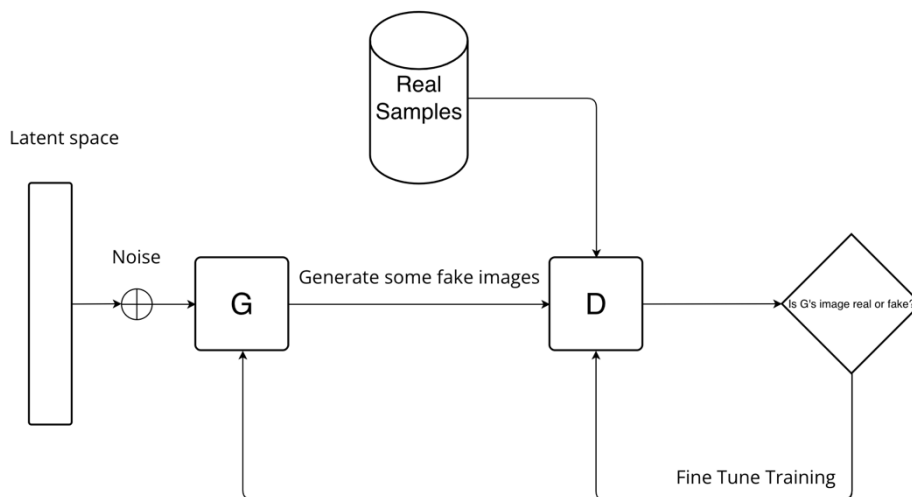 Real
Samples
Latent space
Noise
G
Generate some fake images
D
Is G's image real or fake?
Fine Tune Training